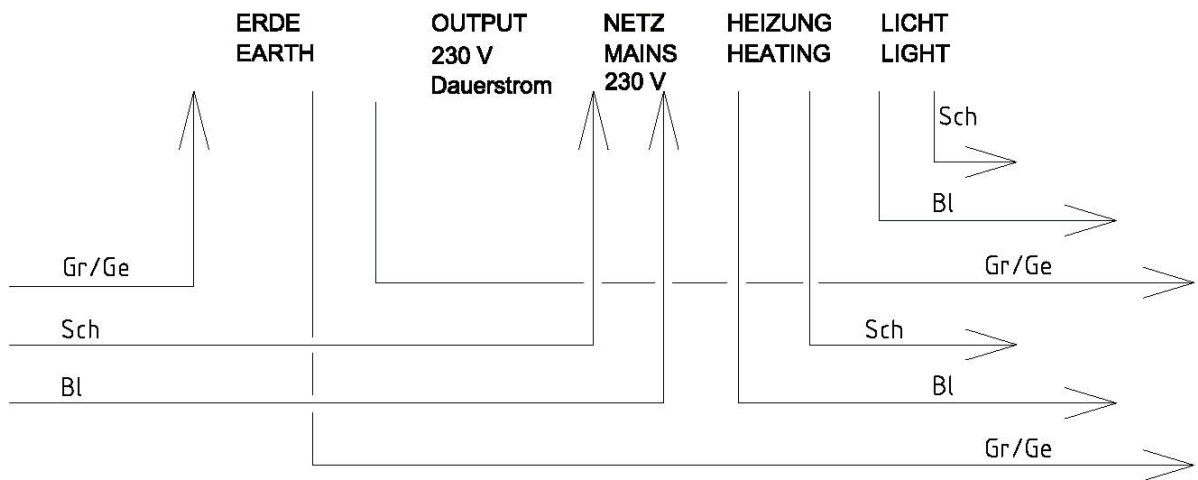 ERDE
EARTH
OUTPUT
230 V
Dauerstrom
NETZ
MAINS
230 V
HEIZUNG
HEATING
LICHT
LIGHT
Sch
Bl
Gr/Ge
Gr/Ge
Sch
Sch
Bl
Bl
Gr/Ge